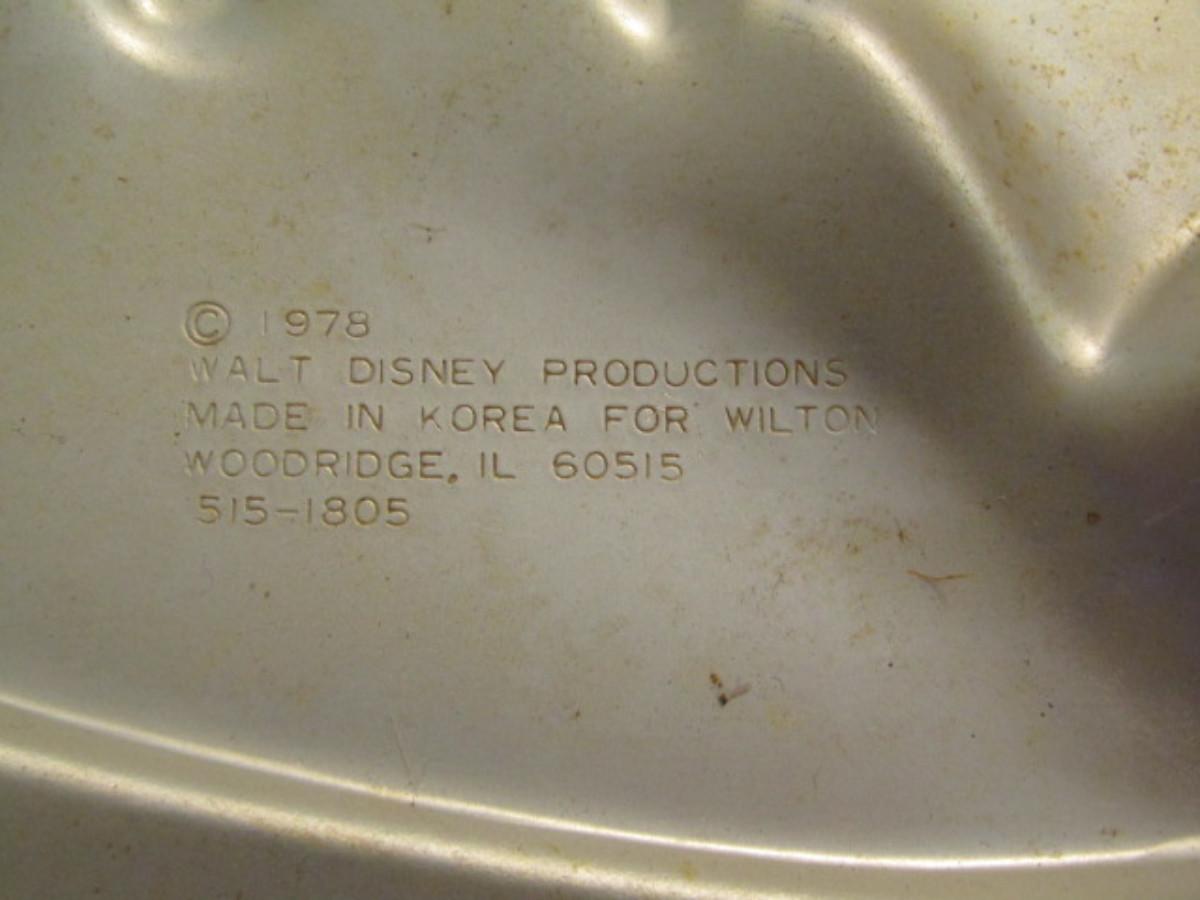 © 1978
WALT DISNEY PRODUCTIONS
MADE IN KOREA FOR WILTON
WOODRIDGE, IL 60515
515-1805